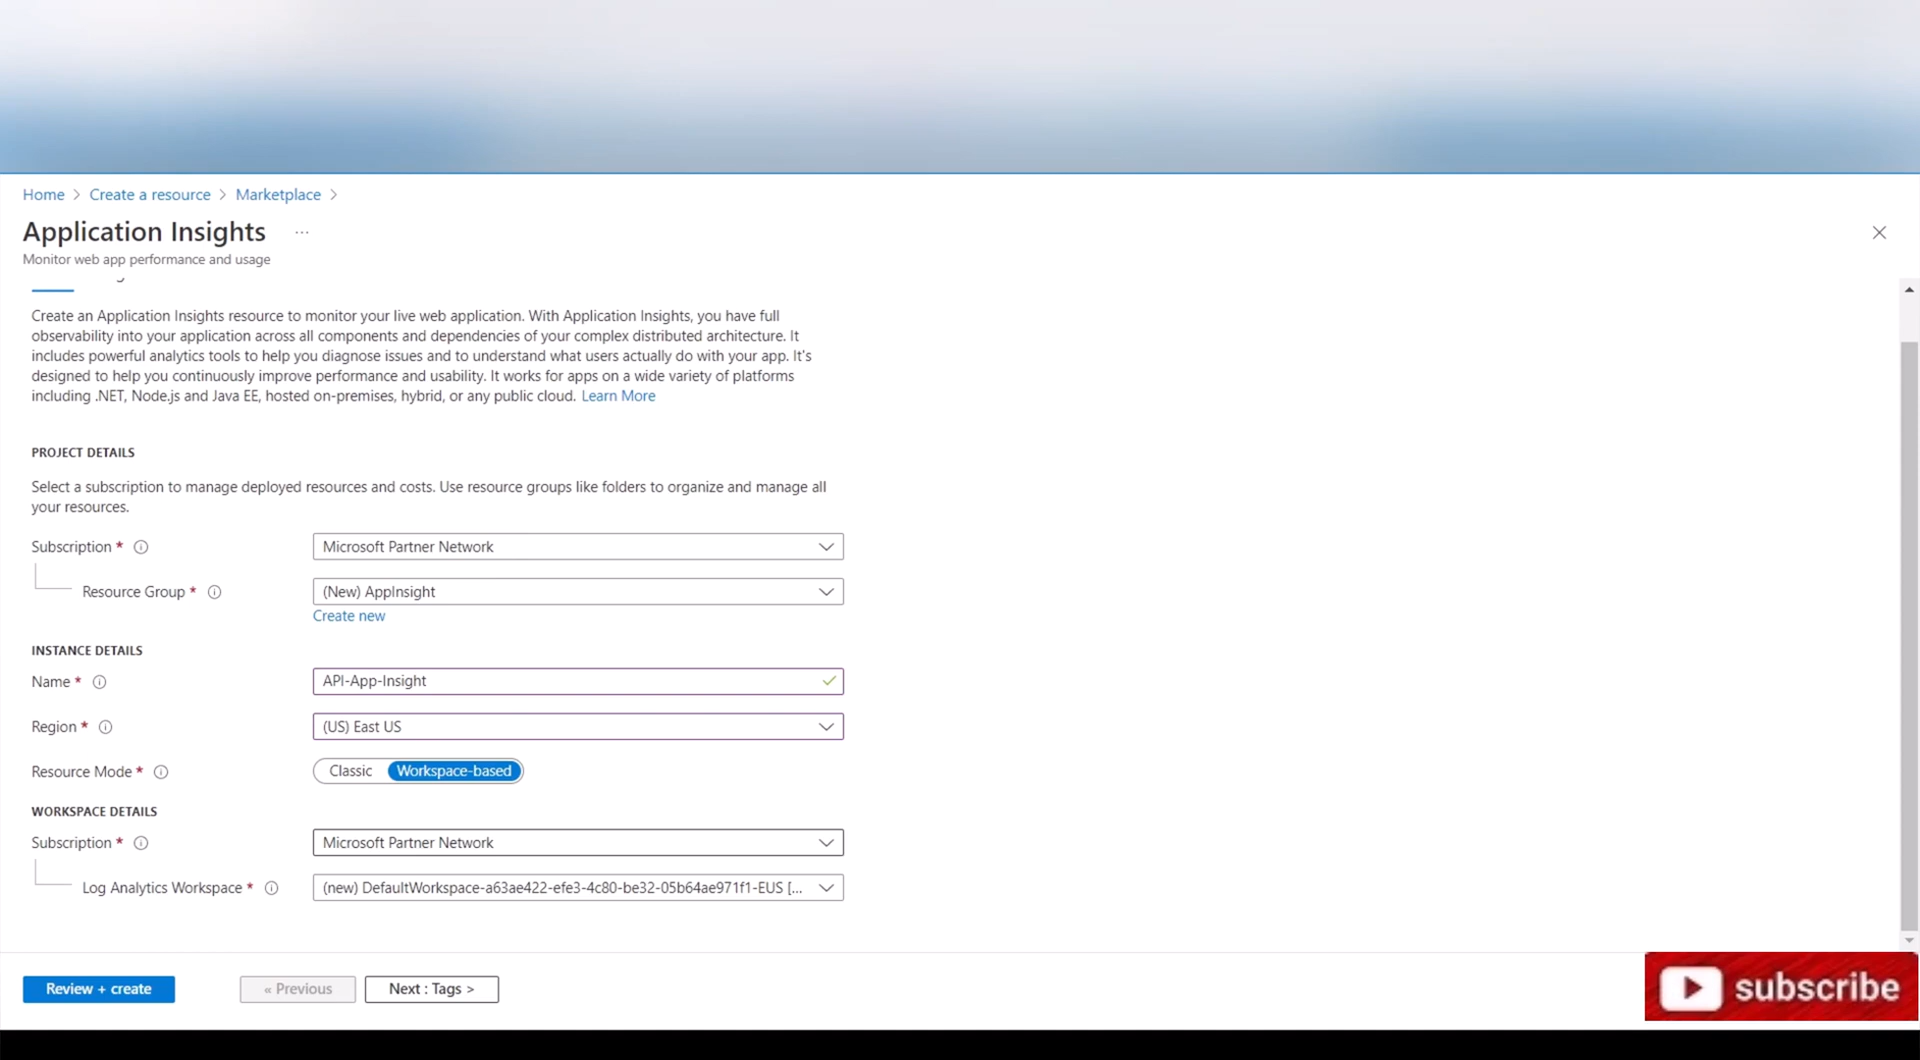 Home > Create a resource > Marketplace >
Application Insights ...
Monitor web app performance and usage
Create an Application Insights resource to monitor your live web application. With Application Insights, you have full
observability into your application across all components and dependencies of your complex distributed architecture. It
includes powerful analytics tools to help you diagnose issues and to understand what users actually do with your app. It's
designed to help you continuously improve performance and usability. It works for apps on a wide variety of platforms
including .NET, Node.js and Java EE, hosted on-premises, hybrid, or any public cloud. Learn More
PROJECT DETAILS
Select a subscription to manage deployed resources and costs. Use resource groups like folders to organize and manage all
your resources.
Subscription * Microsoft Partner Network
Resource Group * (New) AppInsight
Create new
INSTANCE DETAILS
Name * API-App-Insight
Region * (US) East US
Resource Mode * Classic Workspace-based
WORKSPACE DETAILS
Subscription * Microsoft Partner Network
Log Analytics Workspace * (new) DefaultWorkspace-a63ae422-efe3-4c80-be32-05b64ae971f1-EUS [...
Review + create « Previous Next : Tags >
subscribe